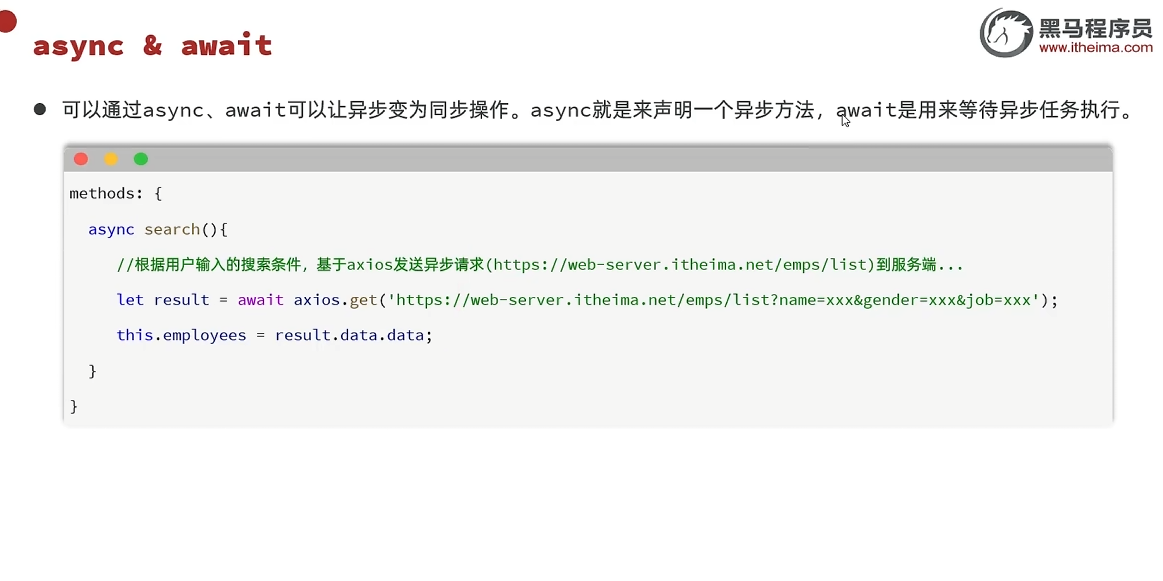 黑马程序员
www.itheima.com
async & await
● 可以通过async、await可以让异步变为同步操作。async就是来声明一个异步方法，await是用来等待异步任务执行。
methods: {
async search(){
//根据用户输入的搜索条件，基于axios发送异步请求(https://web-server.itheima.net/emps/list)到服务端...
let result = await axios.get('https://web-server.itheima.net/emps/list?name=xxx&gender=xxx&job=xxx');
this.employees = result.data.data;
}
}